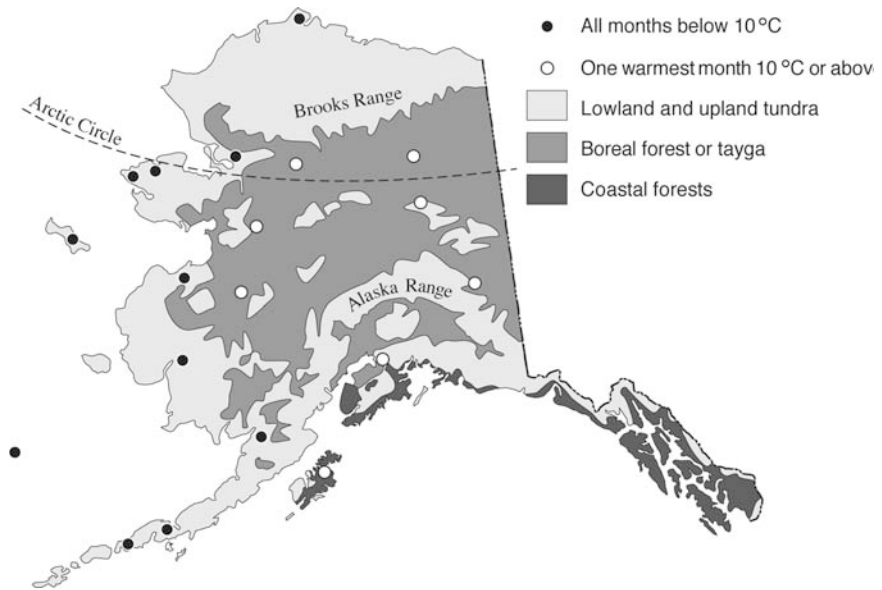 All months below 10 °C
One warmest month 10 °C or above
Lowland and upland tundra
Boreal forest or tayga
Coastal forests
Arctic Circle
Brooks Range
Alaska Range